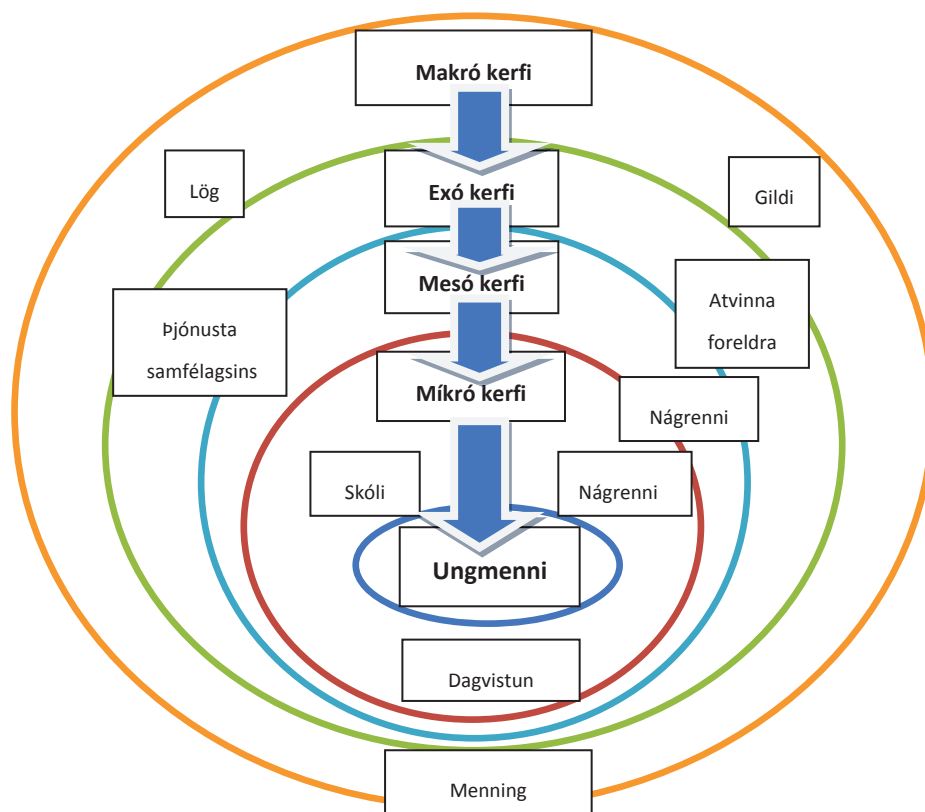 Makró kerfi
Lög
Exó kerfi
Gildi
Mesó kerfi
Þjónusta
samfélagsins
Atvinna
foreldra
Míkró kerfi
Nágrenni
Skóli
Nágrenni
Ungmenni
Dagvistun
Menning